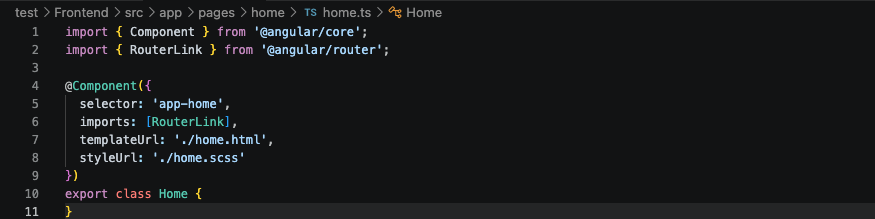 test > Frontend > src > app > pages > home > TS home.ts > Home
1 import { Component } from '@angular/core';
2 import { RouterLink } from '@angular/router';
3
4 @Component({
5   selector: 'app-home',
6   imports: [RouterLink],
7   templateUrl: './home.html',
8   styleUrl: './home.scss'
9 })
10 export class Home {
11 }